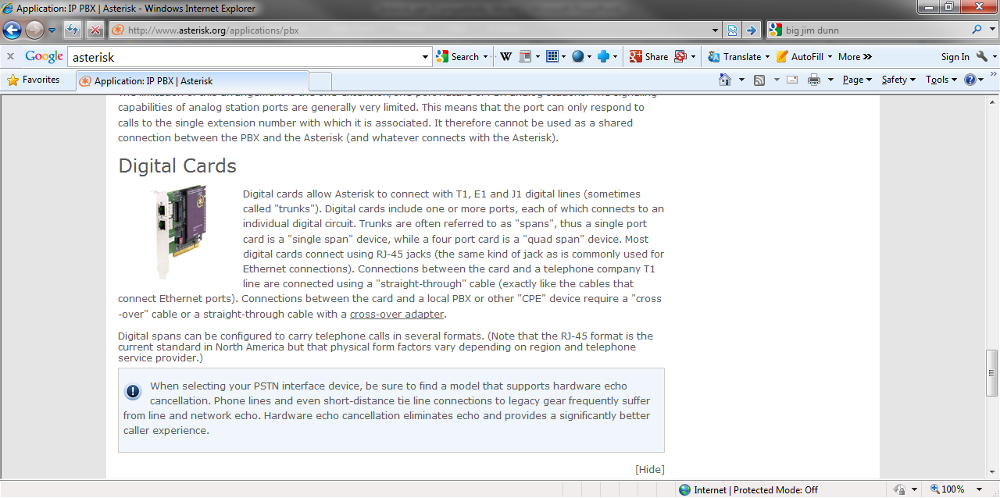 Application: IP PBX | Asterisk - Windows Internet Explorer
http://www.asterisk.org/applications/pbx
big jim dunn
x Google asterisk Search W Share Translate AutoFill More Sign In
Favorites Application: IP PBX | Asterisk Page Safety Tools
capabilities of analog station ports are generally very limited. This means that the port can only respond to
calls to the single extension number with which it is associated. It therefore cannot be used as a shared
connection between the PBX and the Asterisk (and whatever connects with the Asterisk).
Digital Cards
Digital cards allow Asterisk to connect with T1, E1 and J1 digital lines (sometimes
called "trunks"). Digital cards include one or more ports, each of which connects to an
individual digital circuit. Trunks are often referred to as "spans", thus a single port
card is a "single span" device, while a four port card is a "quad span" device. Most
digital cards connect using RJ-45 jacks (the same kind of jack as is commonly used for
Ethernet connections). Connections between the card and a telephone company T1
line are connected using a "straight-through" cable (exactly like the cables that
connect Ethernet ports). Connections between the card and a local PBX or other "CPE" device require a "cross
-over" cable or a straight-through cable with a cross-over adapter.
Digital spans can be configured to carry telephone calls in several formats. (Note that the RJ-45 format is the
current standard in North America but that physical form factors vary depending on region and telephone
service provider.)
When selecting your PSTN interface device, be sure to find a model that supports hardware echo
cancellation. Phone lines and even short-distance tie line connections to legacy gear frequently suffer
from line and network echo. Hardware echo cancellation eliminates echo and provides a significantly better
caller experience.
[Hide]
Internet | Protected Mode: Off 100%